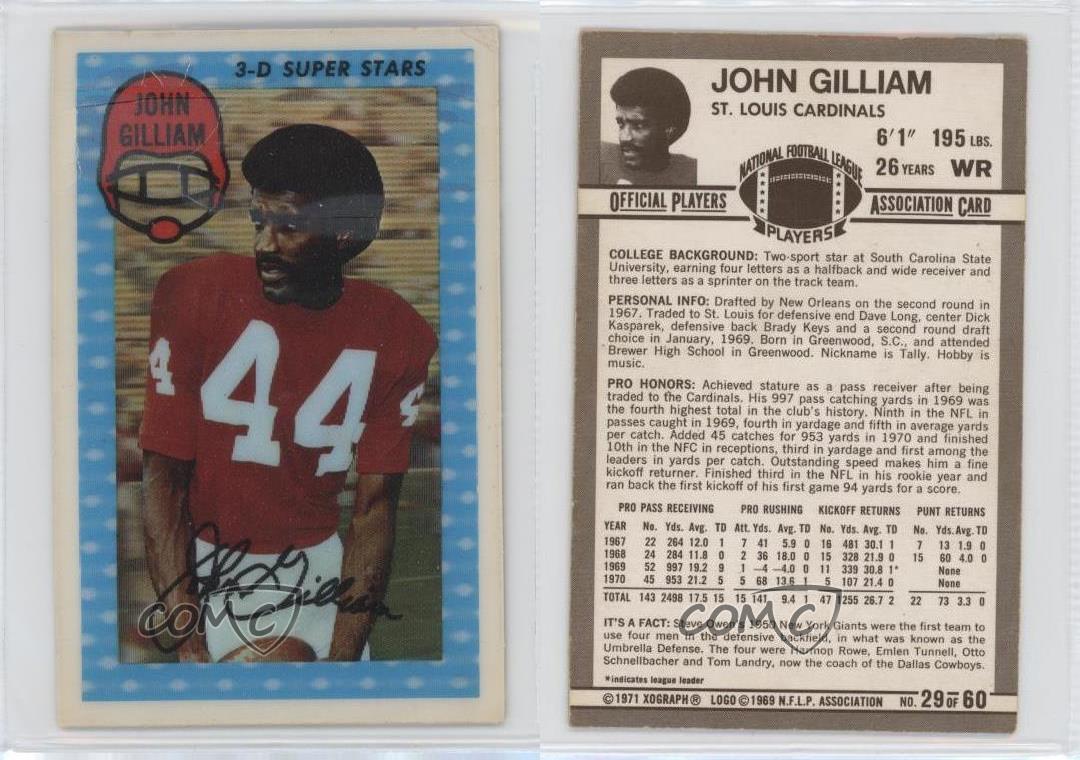 3-D SUPER STARS
JOHN
GILLIAM
44
4
4
John Gilliam
COMC
JOHN GILLIAM
ST. LOUIS CARDINALS
6'1" 195 LBS.
26 YEARS WR
NATIONAL FOOTBALL LEAGUE
OFFICIAL PLAYERS ASSOCIATION CARD
PLAYERS
COLLEGE BACKGROUND: Two-sport star at South Carolina State
University, earning four letters as a halfback and wide receiver and
three letters as a sprinter on the track team.
PERSONAL INFO: Drafted by New Orleans on the second round in
1967. Traded to St. Louis for defensive end Dave Long, center Dick
Kasparek, defensive back Brady Keys and a second round draft
choice in January, 1969. Born in Greenwood, S.C., and attended
Brewer High School in Greenwood. Nickname is Tally. Hobby is
music.
PRO HONORS: Achieved stature as a pass receiver after being
traded to the Cardinals. His 997 pass catching yards in 1969 was
the fourth highest total in the club's history. Ninth in the NFL in
passes caught in 1969, fourth in yardage and fifth in average yards
per catch. Added 45 catches for 953 yards in 1970 and finished
10th in the NFC in receptions, third in yardage and first among the
leaders in yards per catch. Outstanding speed makes him a fine
kickoff returner. Finished third in the NFL in his rookie year and
ran back the first kickoff of his first game 94 yards for a score.
PRO PASS RECEIVING PRO RUSHING KICKOFF RETURNS PUNT RETURNS
YEAR No. Yds. Avg. TD Att. Yds. Avg. TD No. Yds. Avg. TD No. Yds. Avg. TD
1967 22 264 12.0 1 7 41 5.9 0 16 481 30.1 1 7 13 1.9 0
1968 24 284 11.8 0 2 36 18.0 0 15 328 21.9 0 15 60 4.0 0
1969 52 997 19.2 9 1 -4 -4.0 0 11 339 30.8 1* None
1970 45 953 21.2 5 5 68 13.6 1 5 107 21.4 0 None
TOTAL 143 2498 17.5 15 15 141 9.4 1 47 1255 26.7 2 22 73 3.3 0
IT'S A FACT: Steve Owen's 1950 New York Giants were the first team to
use four men in the defensive backfield, in what was known as the
Umbrella Defense. The four were Harmon Rowe, Emlen Tunnell, Otto
Schnellbacher and Tom Landry, now the coach of the Dallas Cowboys.
*indicates league leader
©1971 XOGRAPH® LOGO ©1969 N.F.L.P. ASSOCIATION NO. 29 OF 60
COMC